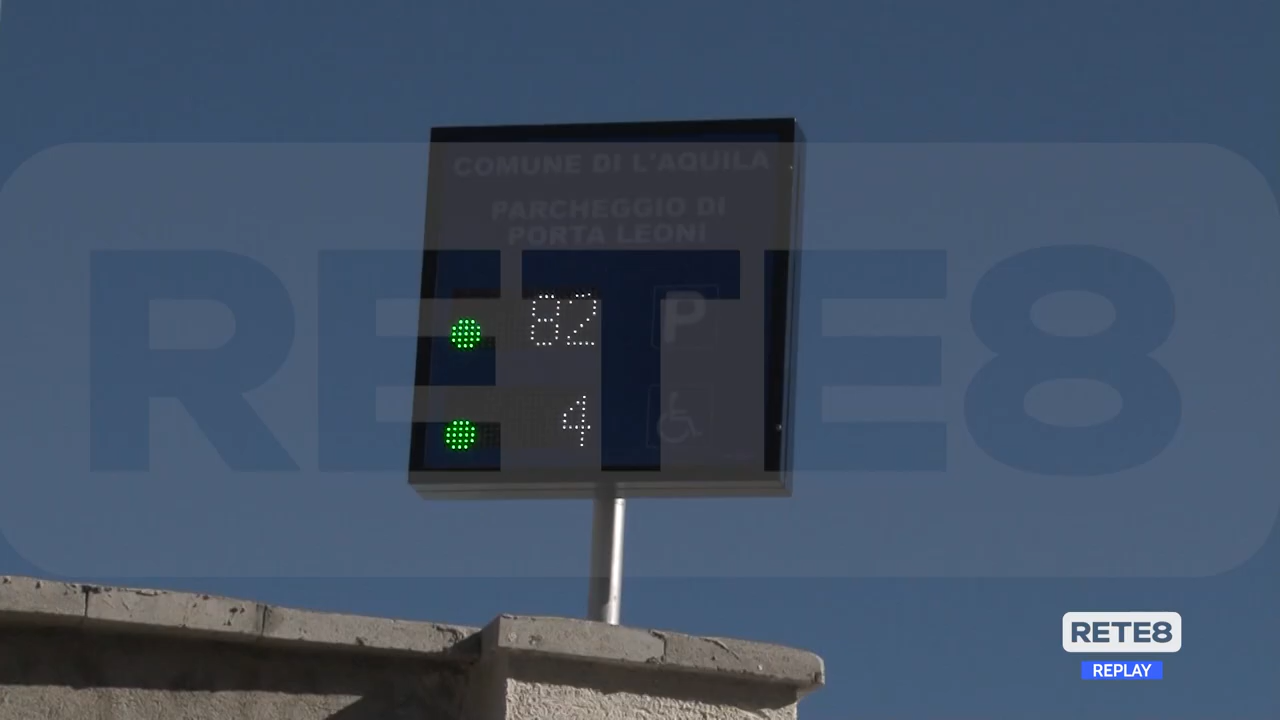 COMUNE DI L'AQUILA
PARCHEGGIO DI
PORTA LEONI
82 P
4
RETE8
RETE8
REPLAY